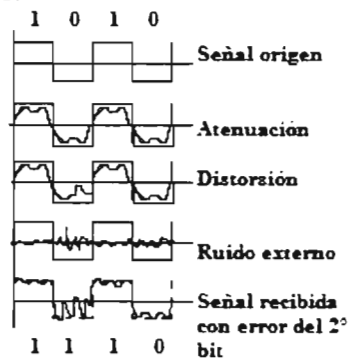 1 0 1 0
Señal origen
Atenuación
Distorsión
Ruido externo
Señal recibida
con error del 2°
bit
1 1 1 0